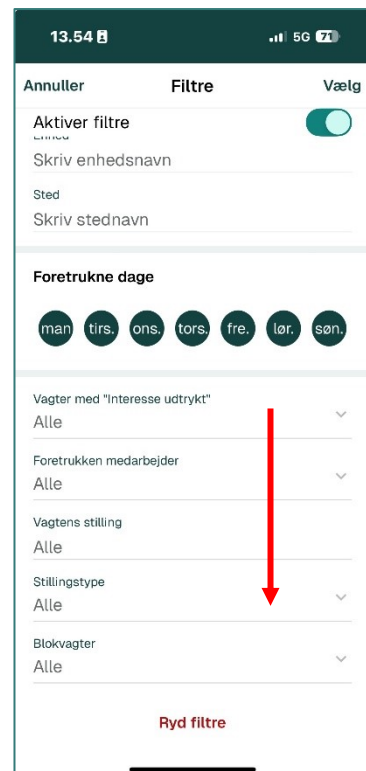 13.54 5G 71
Annuller Filtre Vælg
Aktiver filtre
Enhed
Skriv enhedsnavn
Sted
Skriv stednavn
Foretrukne dage
man tirs. ons. tors. fre. lør. søn.
Vagter med "Interesse udtrykt"
Alle
Foretrukken medarbejder
Alle
Vagtens stilling
Alle
Stillingstype
Alle
Blokvagter
Alle
Ryd filtre